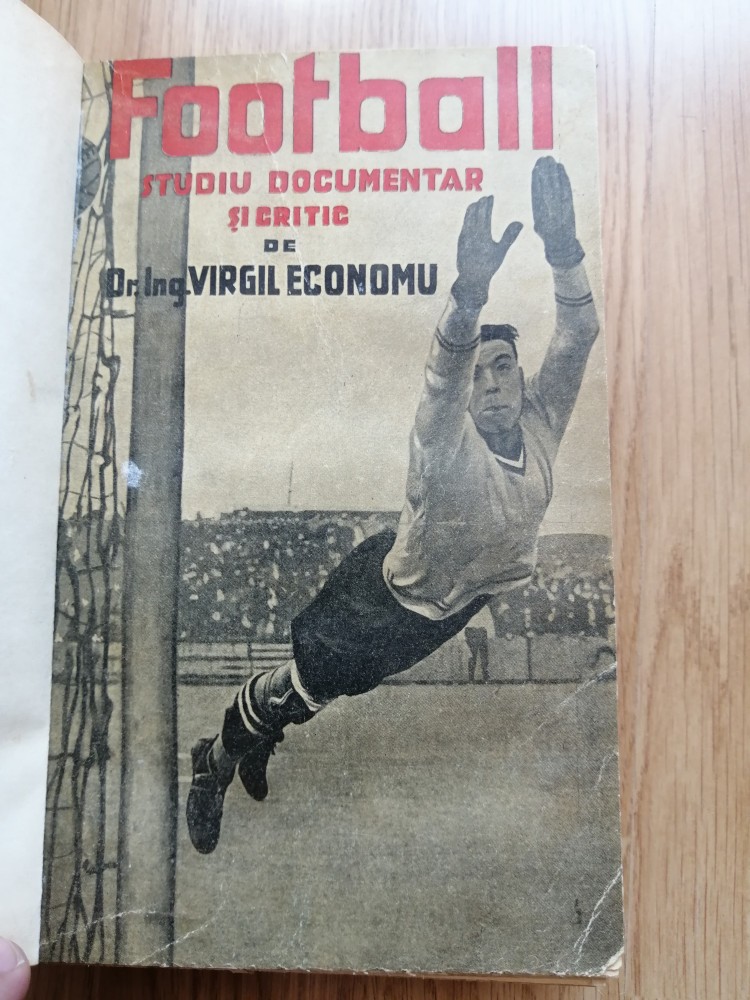 Football
STUDIU DOCUMENTAR
ŞI CRITIC
DE
Dr. Ing. VIRGIL ECONOMU